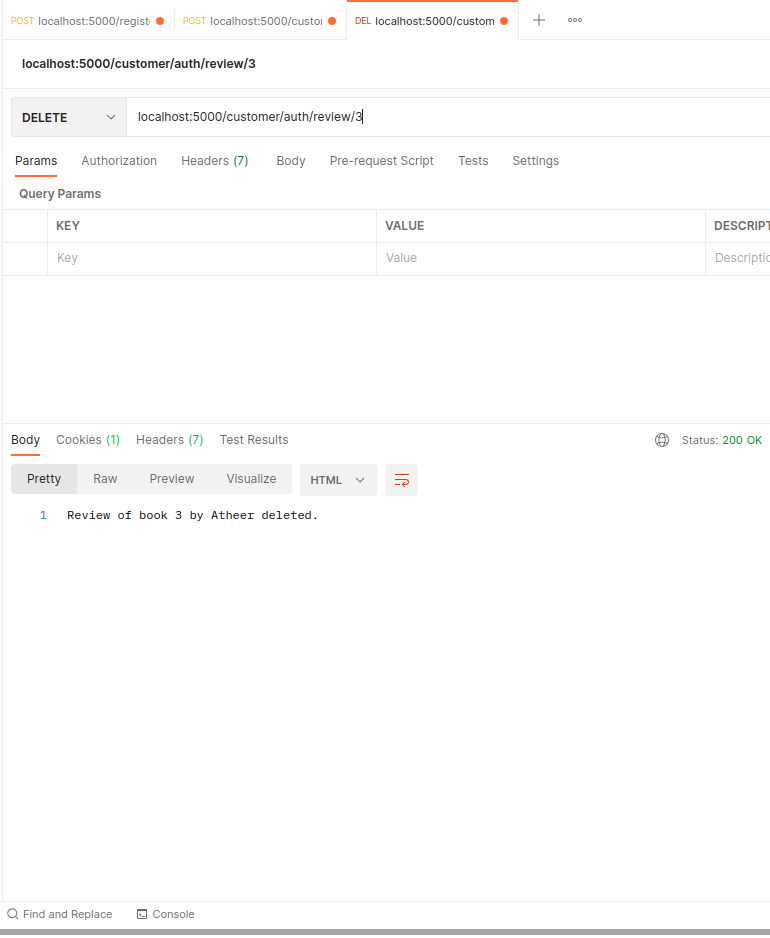 POST localhost:5000/regist POST localhost:5000/custo DEL localhost:5000/custom
localhost:5000/customer/auth/review/3
DELETE localhost:5000/customer/auth/review/3
Params Authorization Headers (7) Body Pre-request Script Tests Settings
Query Params
KEY VALUE DESCRIPT
Key Value Descriptio
Body Cookies (1) Headers (7) Test Results Status: 200 OK
Pretty Raw Preview Visualize HTML
1 Review of book 3 by Atheer deleted.
Find and Replace Console